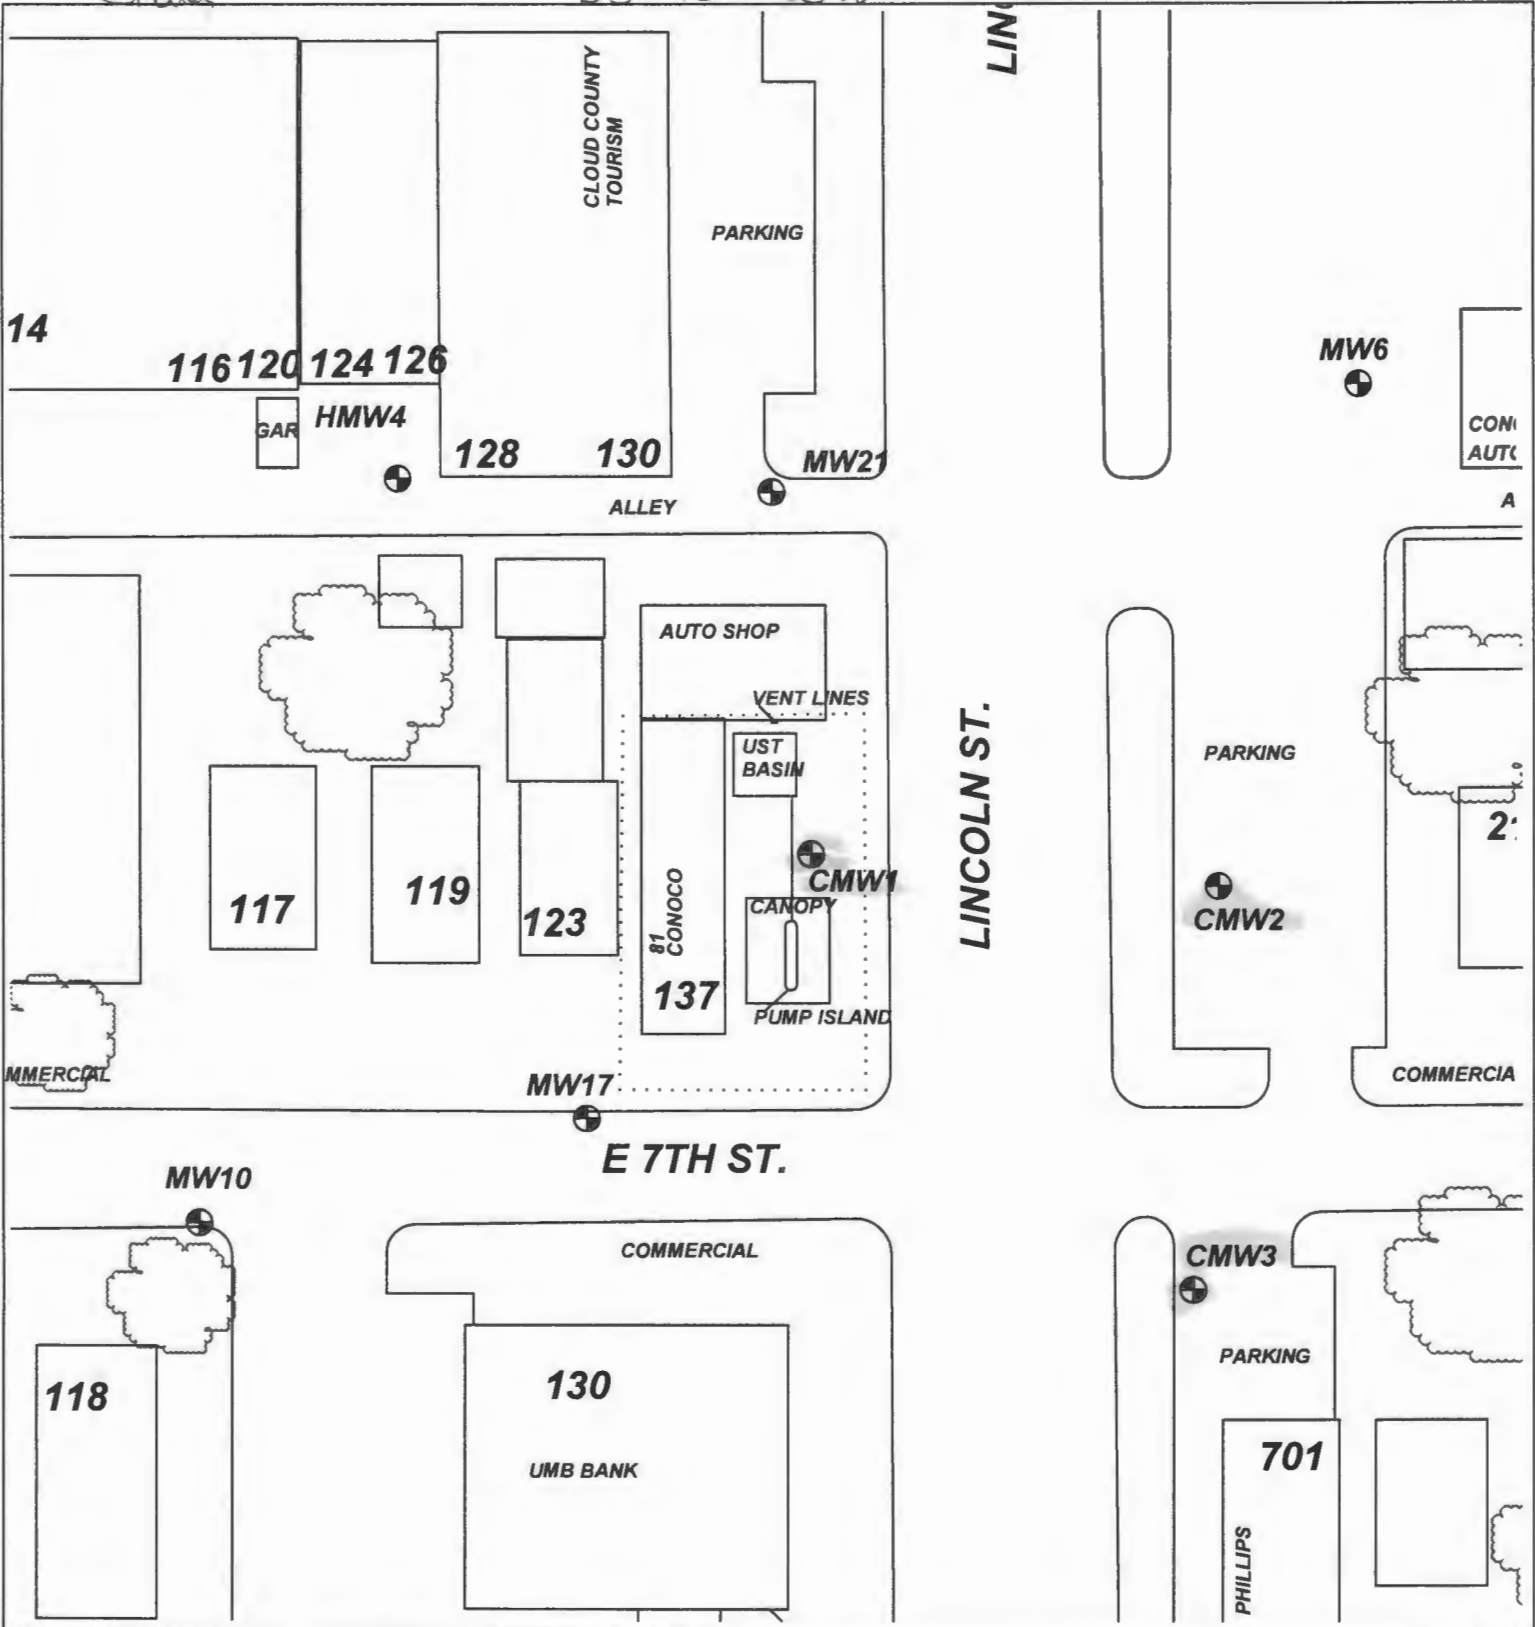 LIN
CLOUD COUNTY
TOURISM
PARKING
14
116 120 124 126
MW6
GAR
HMW4
128 130
MW21
ALLEY
A
AUTO SHOP
VENT LINES
UST
BASIN
LINCOLN ST.
PARKING
117
119
123
81
CONOCO
137
CMW1
CANOPY
PUMP ISLAND
CMW2
MMERCIAL
COMMERCIA
MW17
E 7TH ST.
MW10
COMMERCIAL
CMW3
PARKING
118
130
UMB BANK
701
PHILLIPS